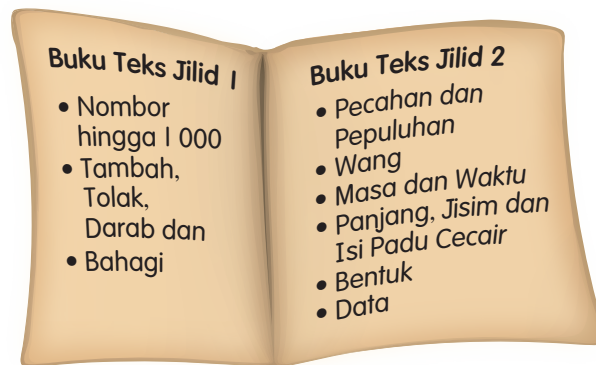 Buku Teks Jilid 1
• Nombor
hingga 1 000
• Tambah,
Tolak,
Darab dan
• Bahagi
Buku Teks Jilid 2
• Pecahan dan
Pepuluhan
• Wang
• Masa dan Waktu
• Panjang, Jisim dan
Isi Padu Cecair
• Bentuk
• Data